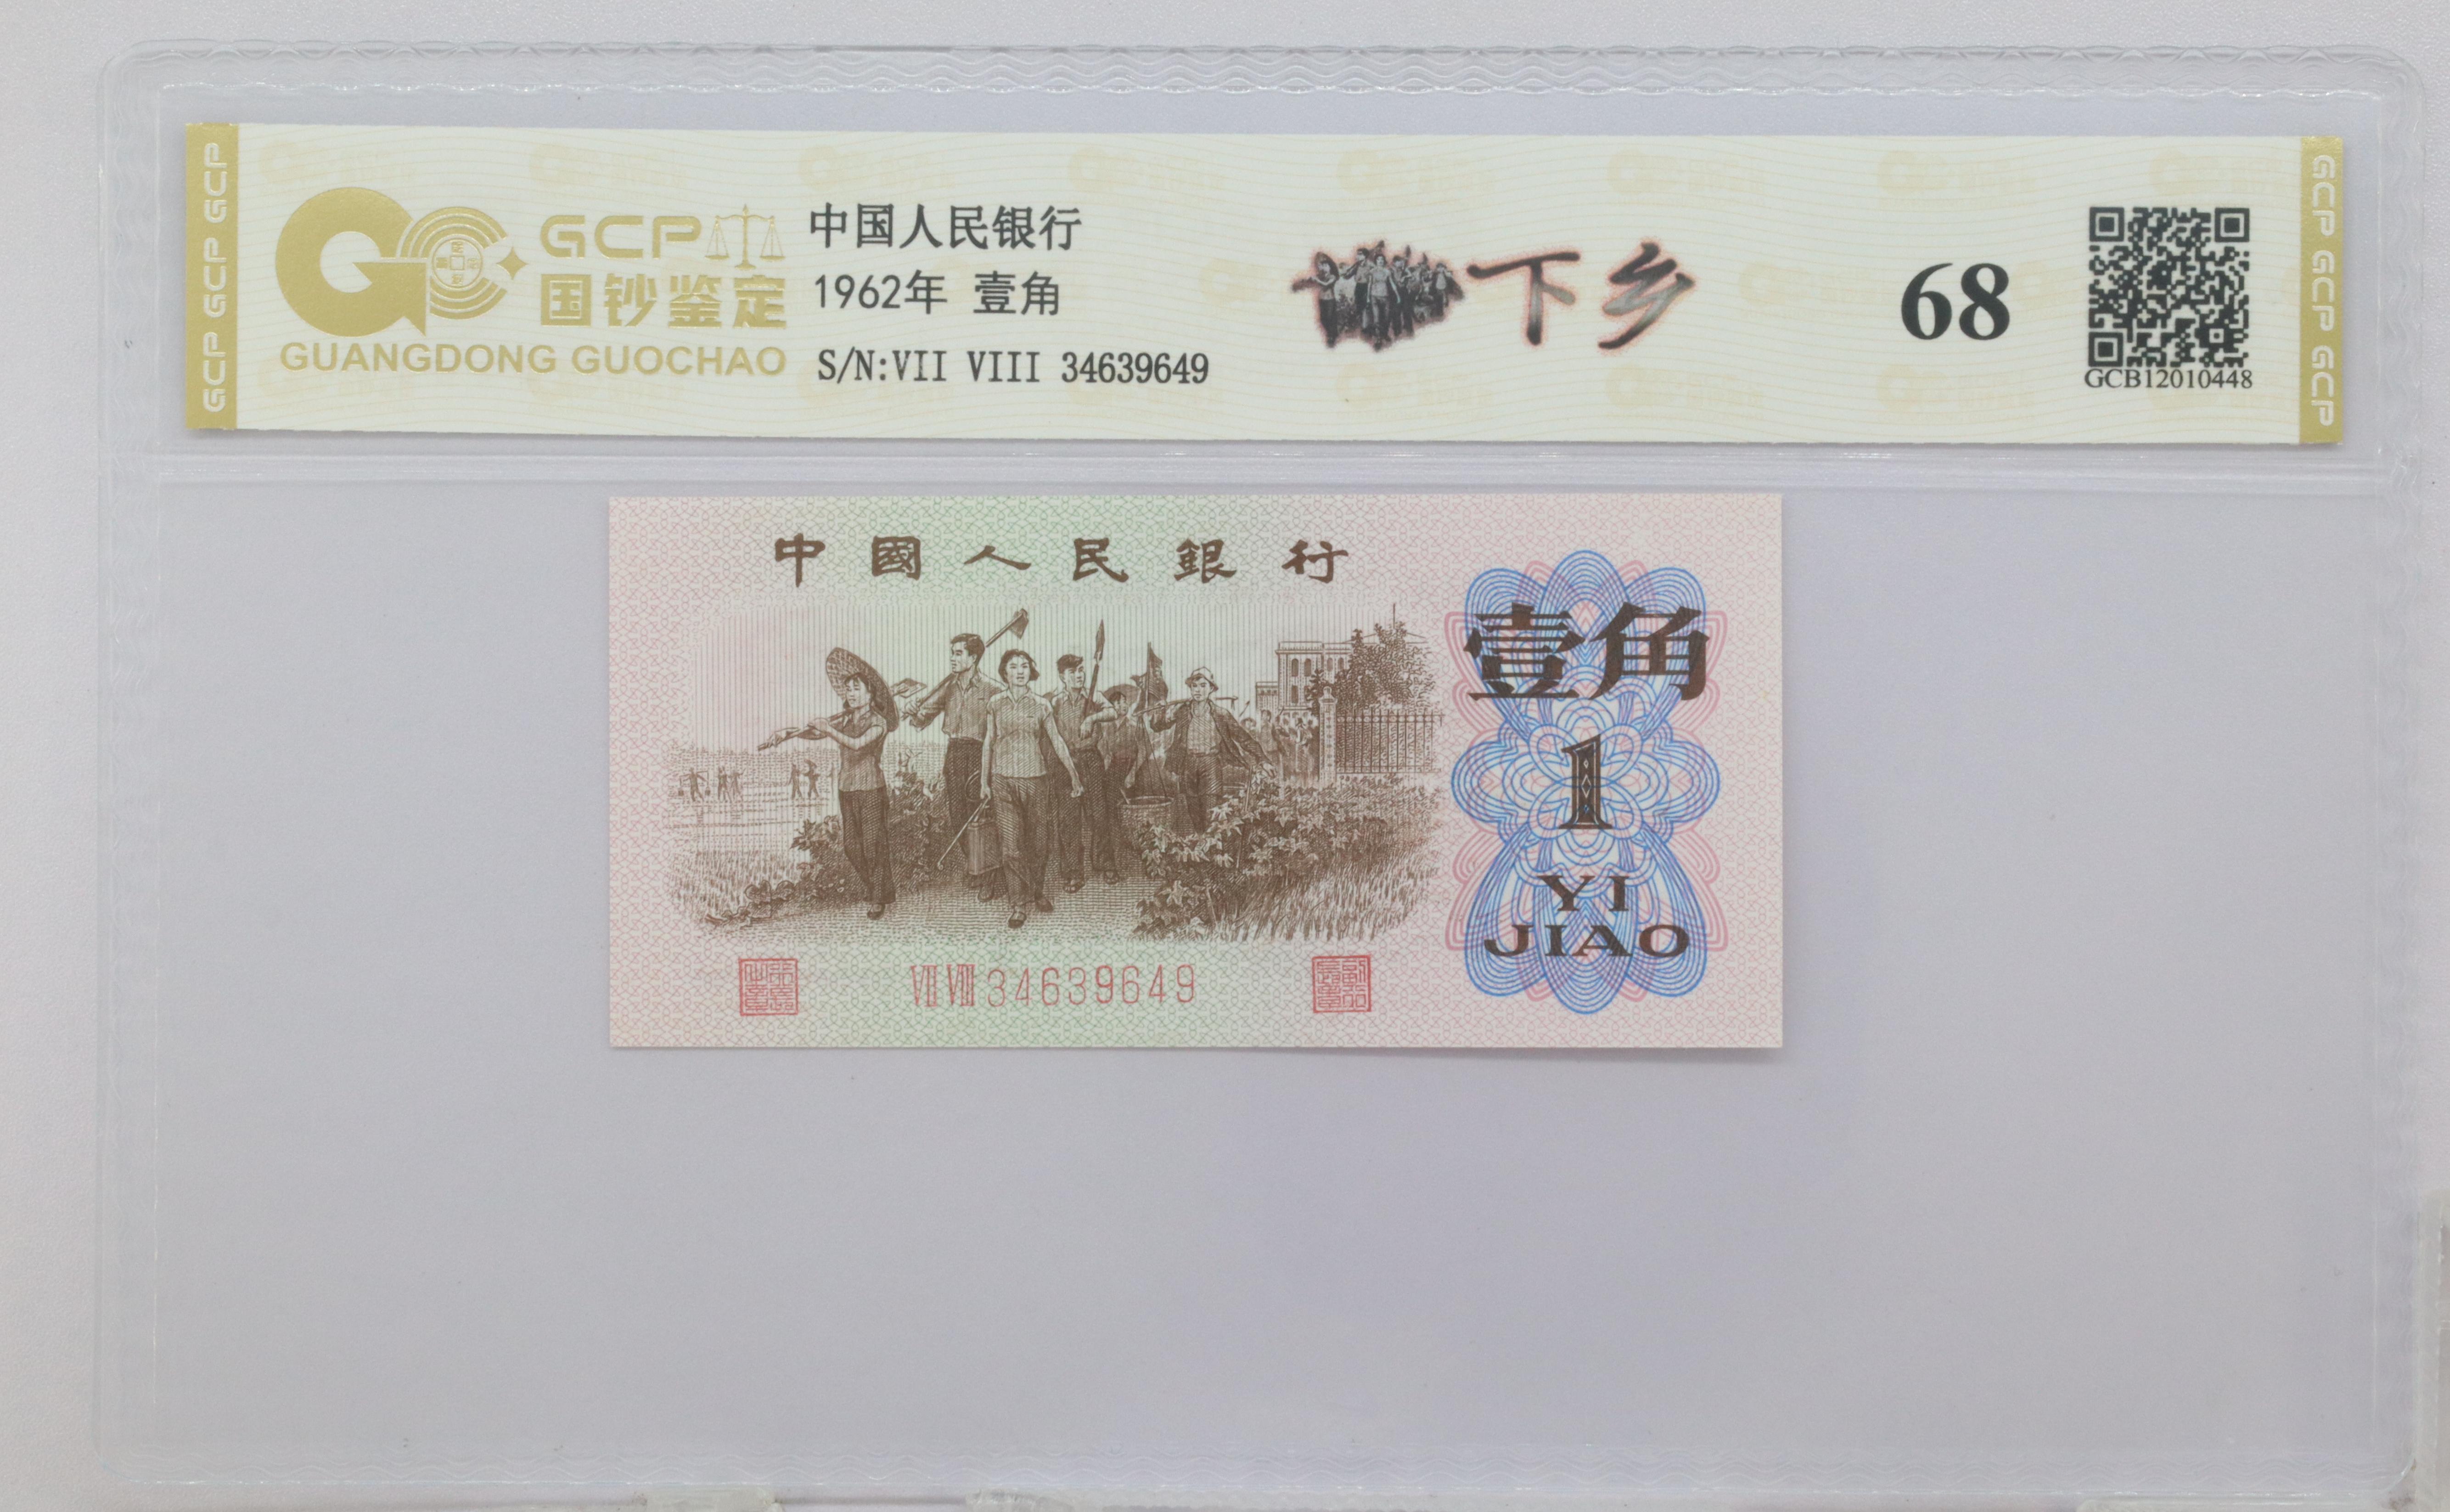 GCP GCP GCP
GCP
国钞鉴定
GUANGDONG GUOCHAO
中国人民银行
1962年 壹角
S/N:VII VIII 34639649
下乡
68
GCB12010448
GCP GCP GCP
中國人民銀行
壹角
1
YI
JIAO
VII VIII 34639649